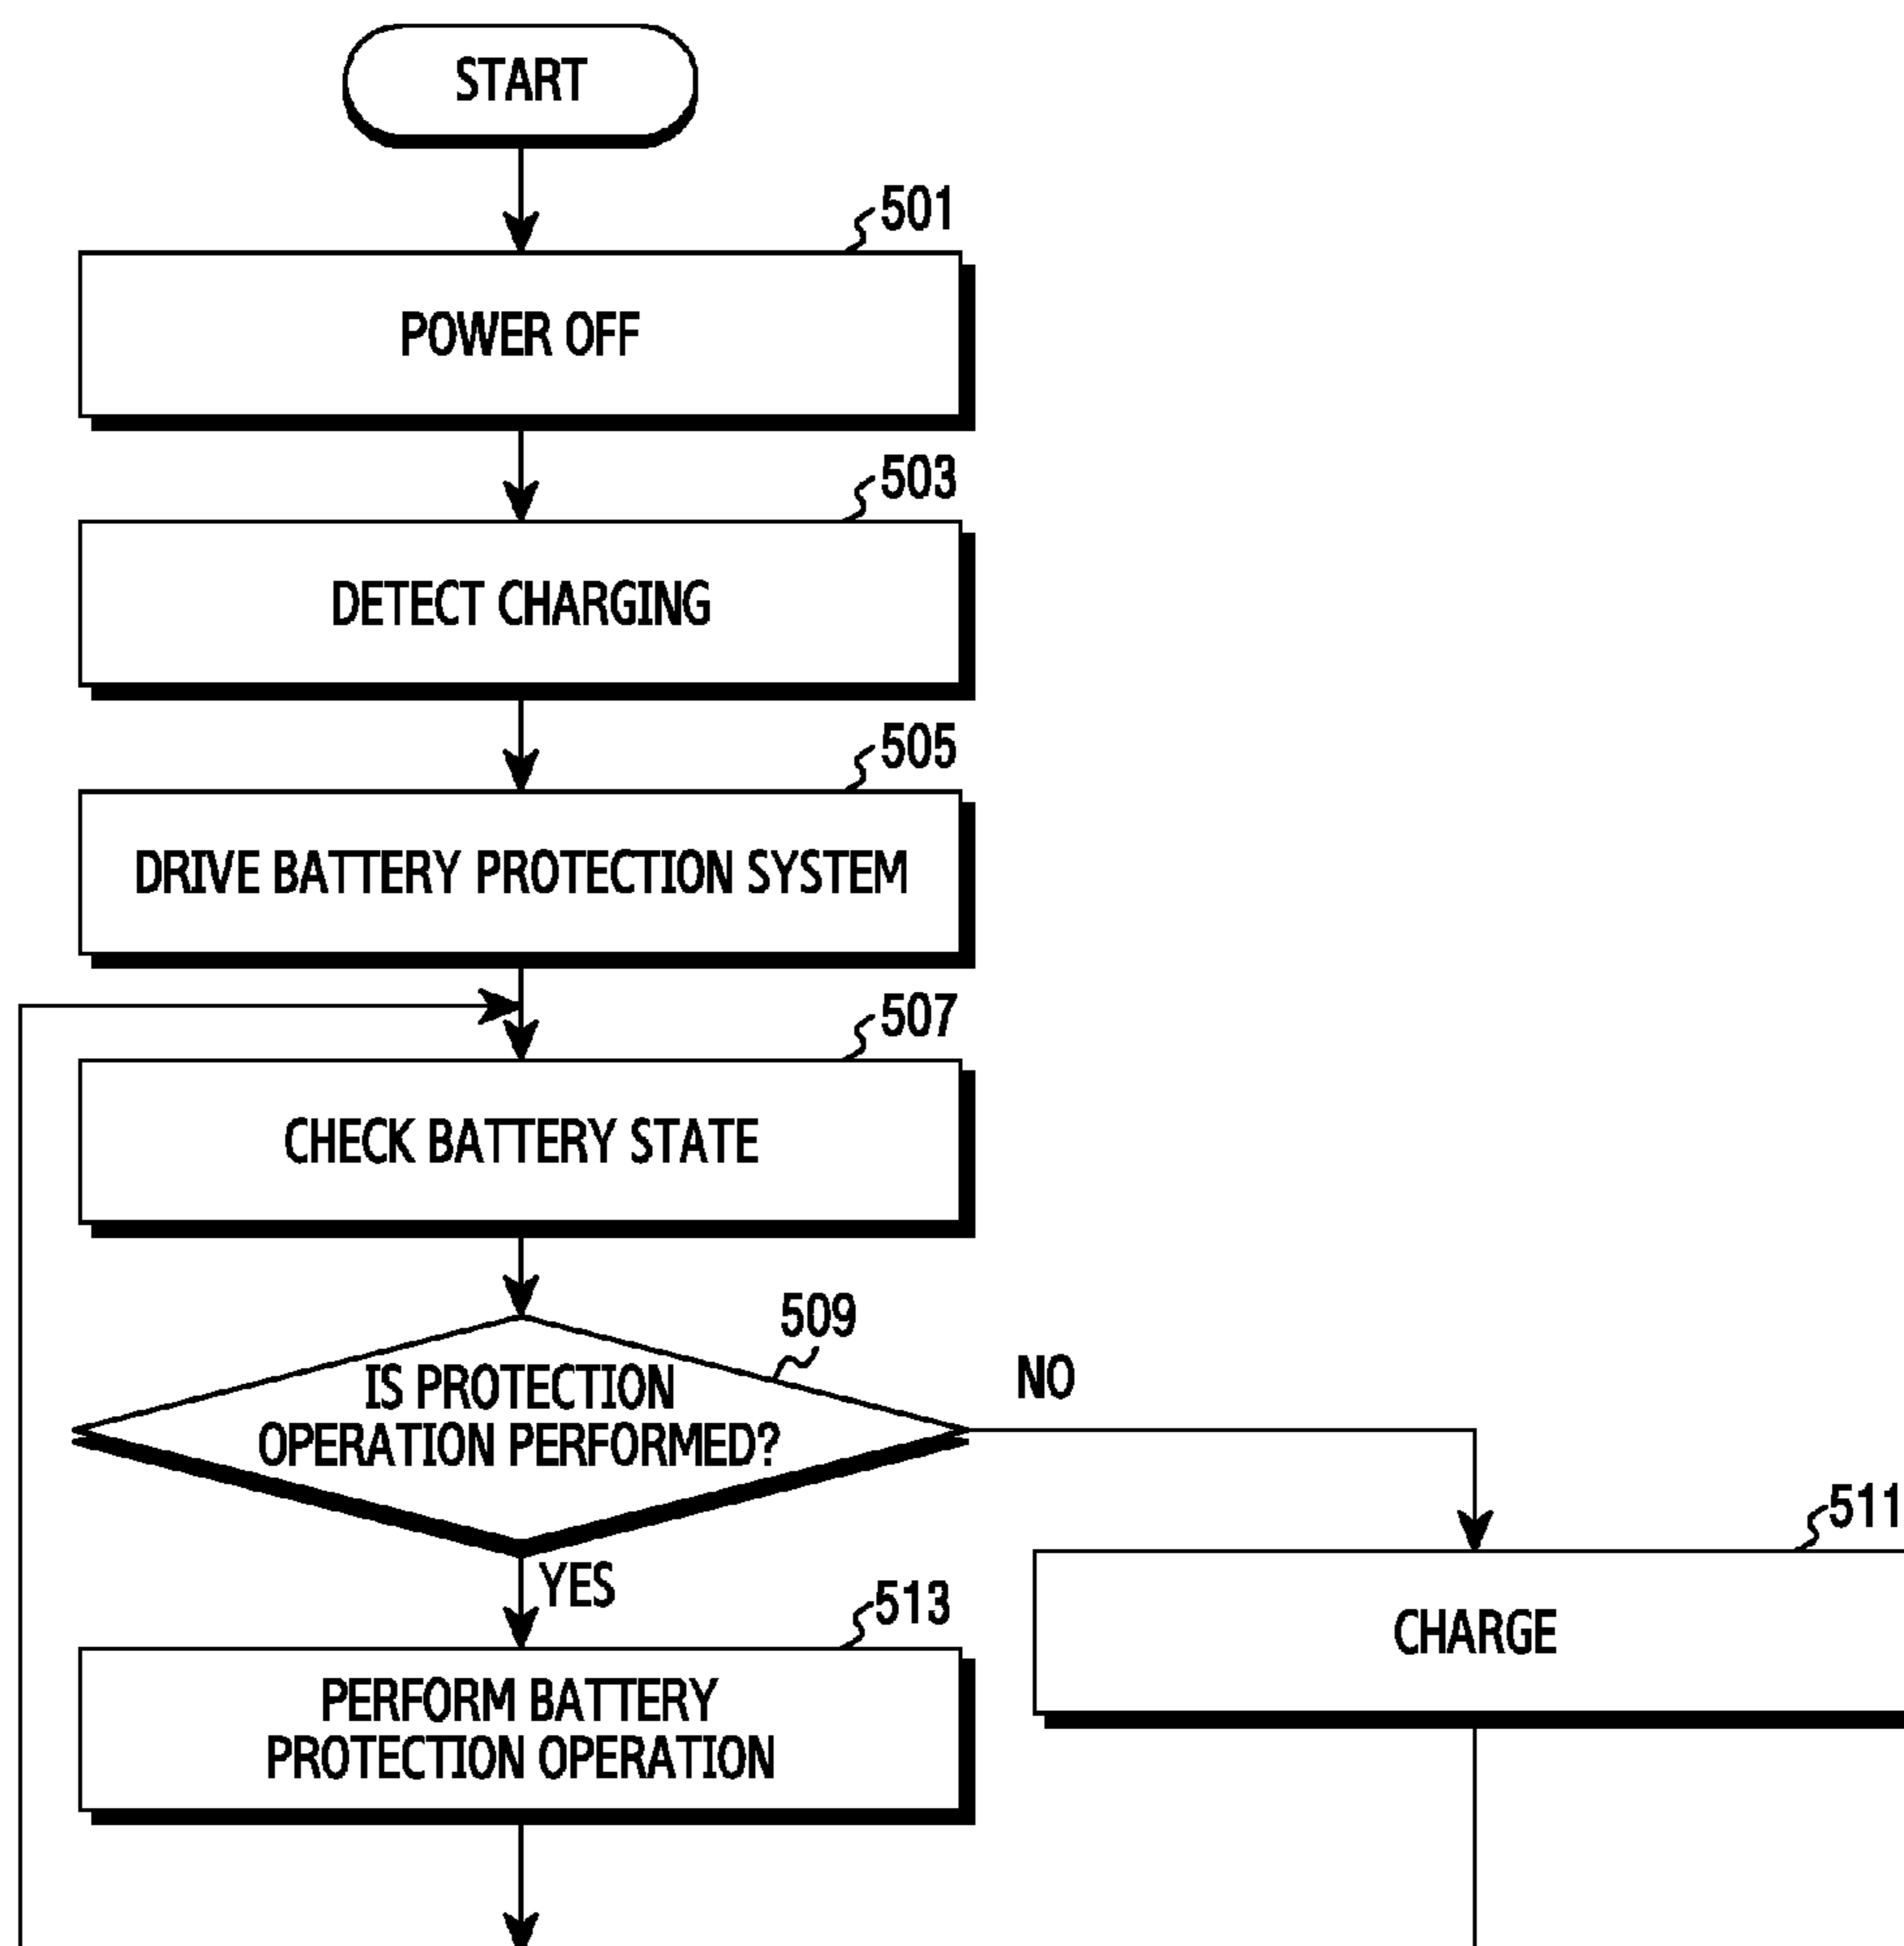 START
501
POWER OFF
503
DETECT CHARGING
505
DRIVE BATTERY PROTECTION SYSTEM
507
CHECK BATTERY STATE
509
IS PROTECTION
OPERATION PERFORMED?
NO
YES
511
CHARGE
513
PERFORM BATTERY
PROTECTION OPERATION